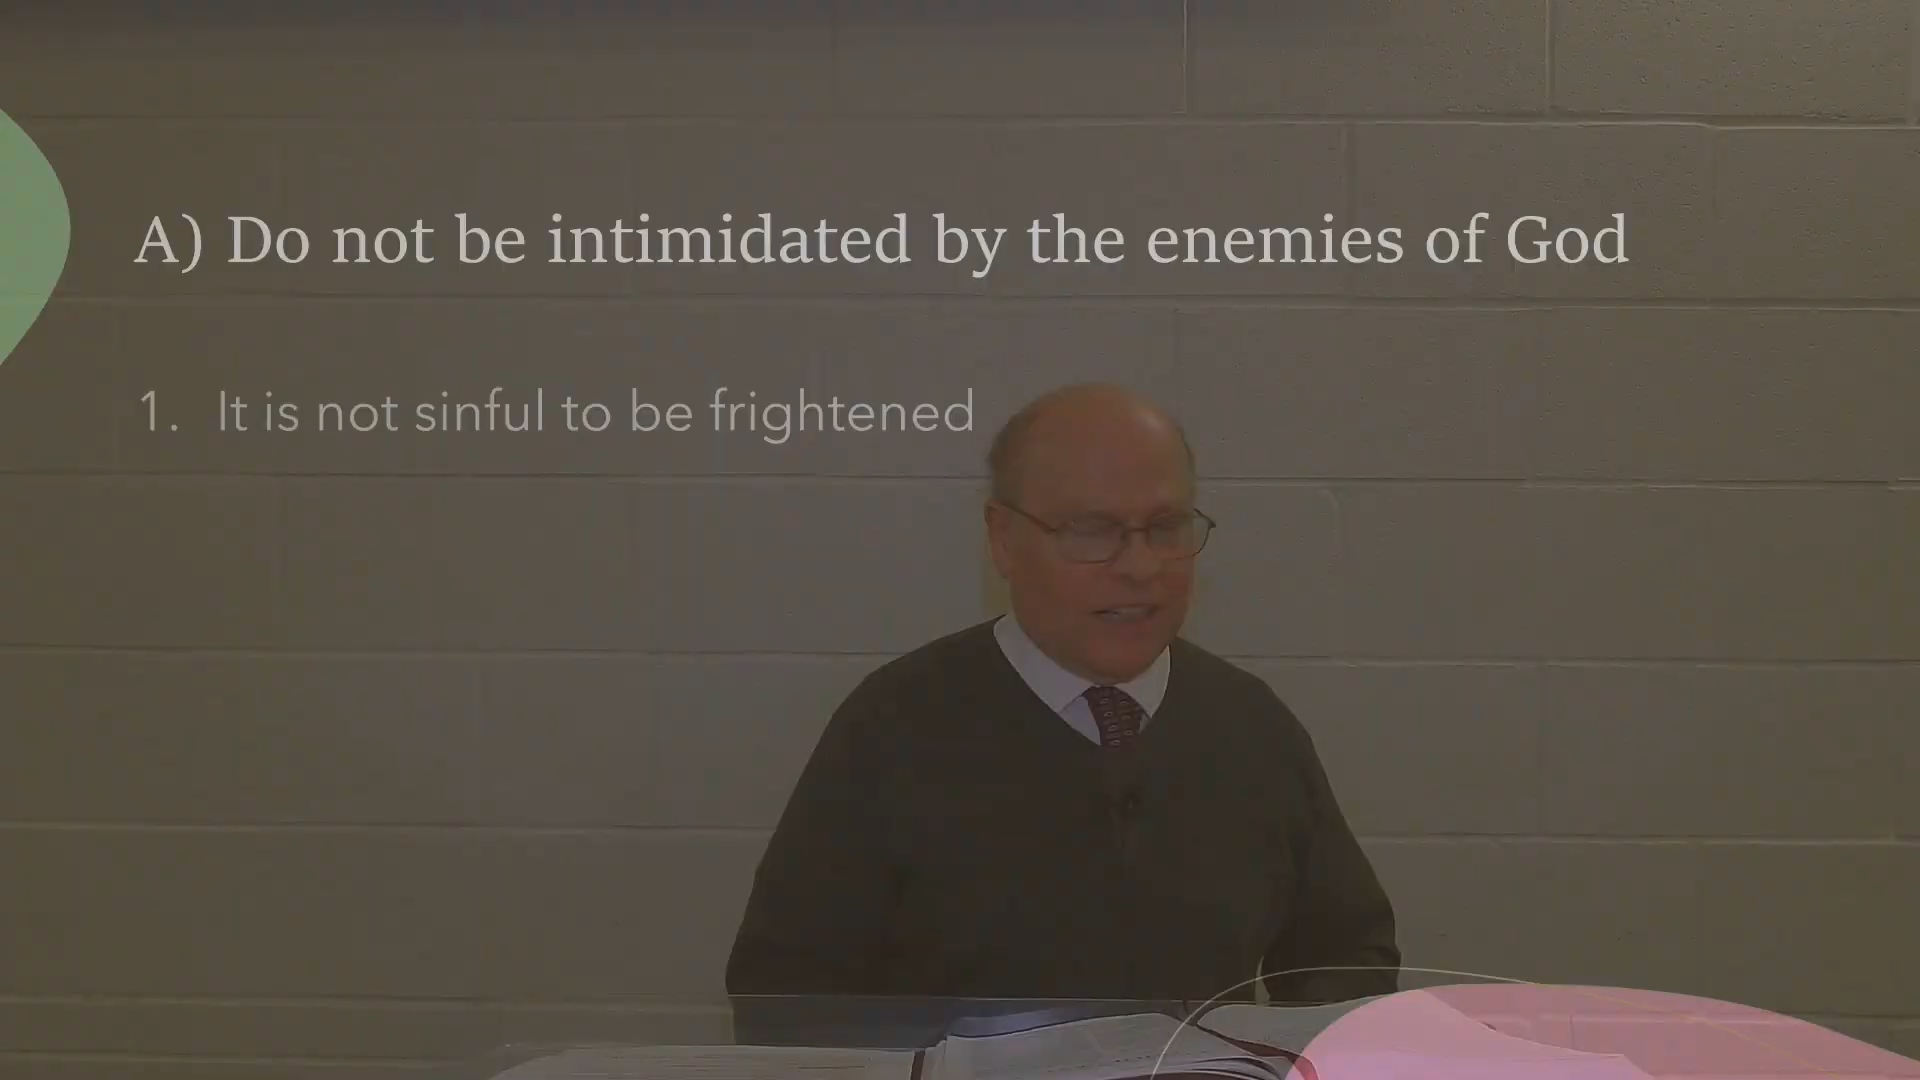 A) Do not be intimidated by the enemies of God
1. It is not sinful to be frightened